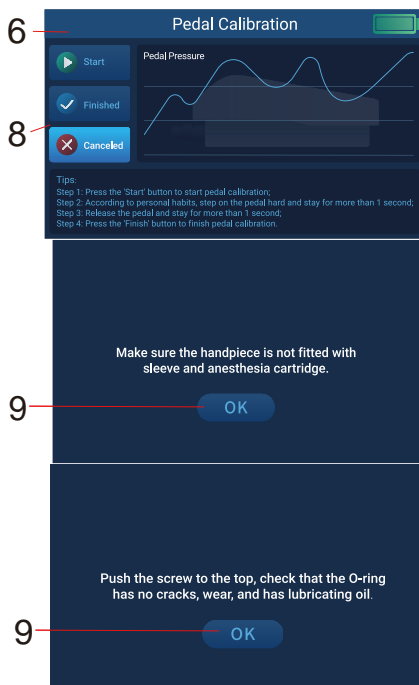 6
Pedal Calibration
Start
Pedal Pressure
Finished
8
Canceled
Tips:
Step 1: Press the 'Start' button to start pedal calibration;
Step 2: According to personal habits, step on the pedal hard and stay for more than 1 second;
Step 3: Release the pedal and stay for more than 1 second;
Step 4: Press the 'Finish' button to finish pedal calibration.
Make sure the handpiece is not fitted with
sleeve and anesthesia cartridge.
9
OK
Push the screw to the top, check that the O-ring
has no cracks, wear, and has lubricating oil.
9
OK